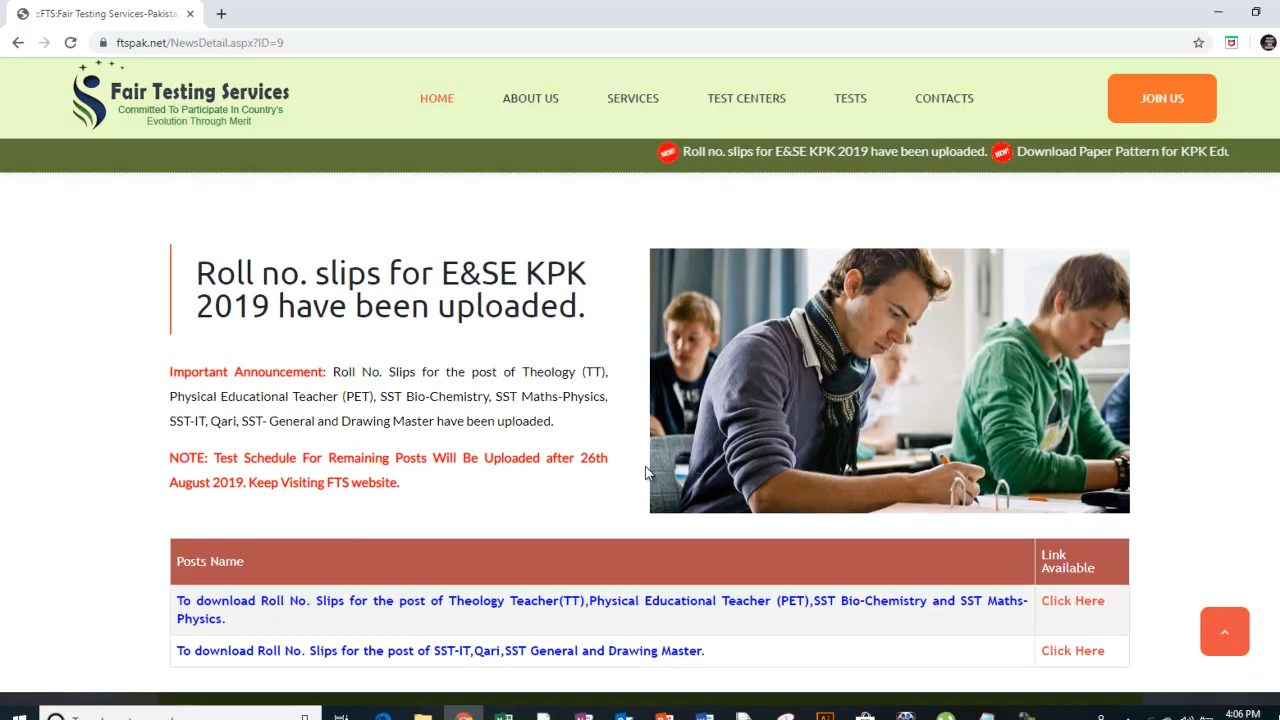 ::FTS:Fair Testing Services-Pakista
ftspak.net/NewsDetail.aspx?ID=9
Fair Testing Services
Committed To Participate In Country's
Evolution Through Merit
HOME ABOUT US SERVICES TEST CENTERS TESTS CONTACTS JOIN US
NEW! Roll no. slips for E&SE KPK 2019 have been uploaded. NEW! Download Paper Pattern for KPK Edu
Roll no. slips for E&SE KPK
2019 have been uploaded.
Important Announcement: Roll No. Slips for the post of Theology (TT),
Physical Educational Teacher (PET), SST Bio-Chemistry, SST Maths-Physics,
SST-IT, Qari, SST- General and Drawing Master have been uploaded.
NOTE: Test Schedule For Remaining Posts Will Be Uploaded after 26th
August 2019. Keep Visiting FTS website.
Posts Name
Link
Available
To download Roll No. Slips for the post of Theology Teacher(TT),Physical Educational Teacher (PET),SST Bio-Chemistry and SST Maths-
Physics.
Click Here
To download Roll No. Slips for the post of SST-IT,Qari,SST General and Drawing Master.
Click Here
4:06 PM